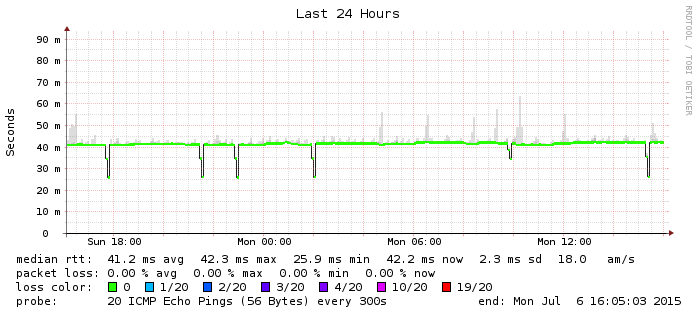 Last 24 Hours
RRDTOOL / TOBI OETIKER
Seconds
90 m
80 m
70 m
60 m
50 m
40 m
30 m
20 m
10 m
0
Sun 18:00 Mon 00:00 Mon 06:00 Mon 12:00
median rtt: 41.2 ms avg 42.3 ms max 25.9 ms min 42.2 ms now 2.3 ms sd 18.0 am/s
packet loss: 0.00 % avg 0.00 % max 0.00 % min 0.00 % now
loss color: 0 1/20 2/20 3/20 4/20 10/20 19/20
probe: 20 ICMP Echo Pings (56 Bytes) every 300s end: Mon Jul 6 16:05:03 2015